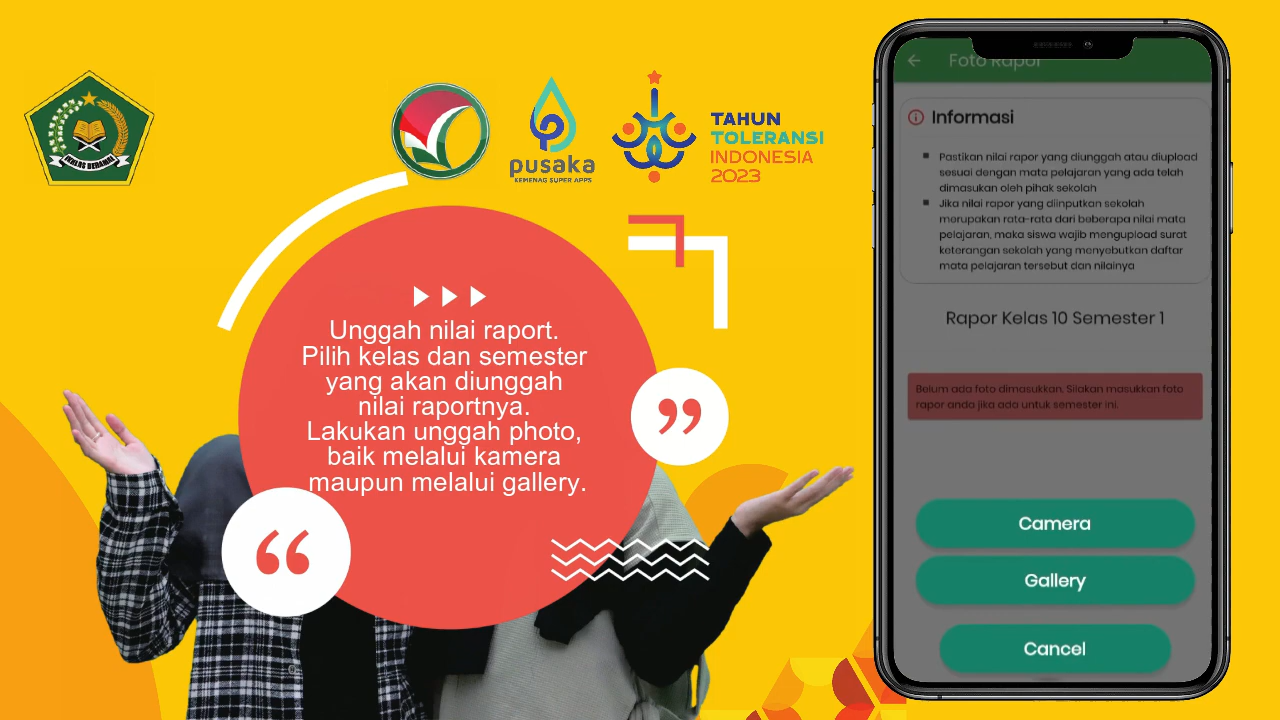 IKHLAS BERAMAL
pusaka
KEMENAG SUPER APPS
TAHUN
TOLERANSI
INDONESIA
2023
Unggah nilai raport.
Pilih kelas dan semester
yang akan diunggah
nilai raportnya.
Lakukan unggah photo,
baik melalui kamera
maupun melalui gallery.
Foto Rapor
Informasi
Pastikan nilai rapor yang diunggah atau diupload
sesuai dengan mata pelajaran yang ada telah
dimasukan oleh pihak sekolah
Jika nilai rapor yang diinputkan sekolah
merupakan rata-rata dari beberapa nilai mata
pelajaran, maka siswa wajib mengupload surat
keterangan sekolah yang menyebutkan daftar
mata pelajaran tersebut dan nilainya
Rapor Kelas 10 Semester 1
Belum ada foto dimasukkan, Silakan masukkan foto
rapor anda jika ada untuk semester ini.
Camera
Gallery
Cancel